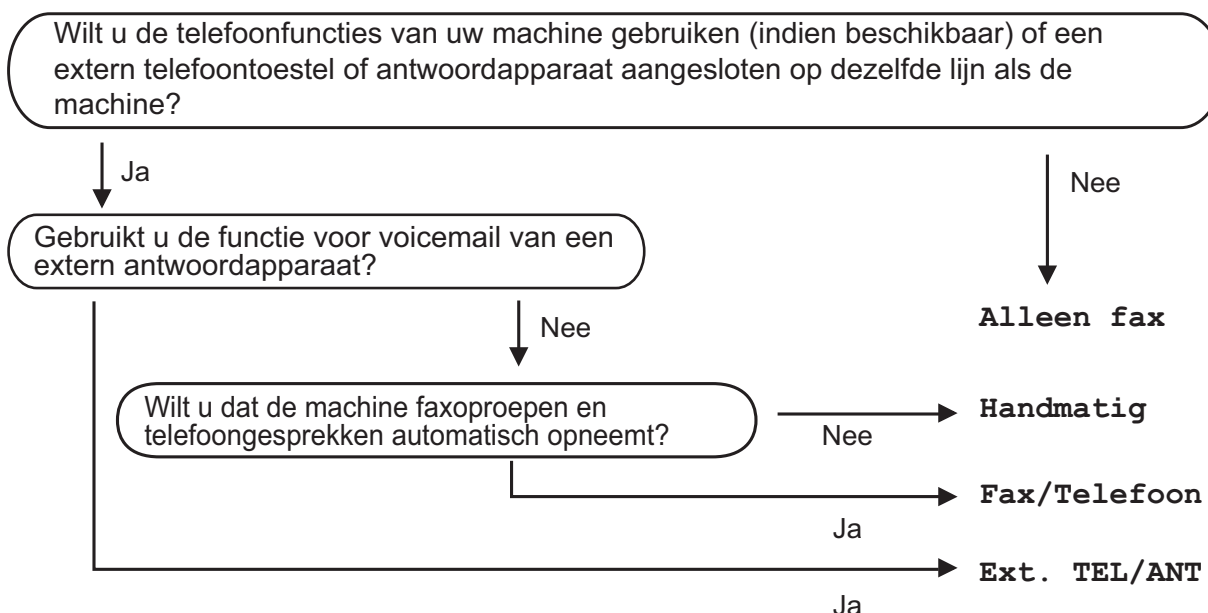 Wilt u de telefoonfuncties van uw machine gebruiken (indien beschikbaar) of een
extern telefoontoestel of antwoordapparaat aangesloten op dezelfde lijn als de
machine?
Ja
Nee
Gebruikt u de functie voor voicemail van een
extern antwoordapparaat?
Nee
Alleen fax
Wilt u dat de machine faxoproepen en
telefoongesprekken automatisch opneemt?
Nee
Handmatig
Ja
Fax/Telefoon
Ja
Ext. TEL/ANT